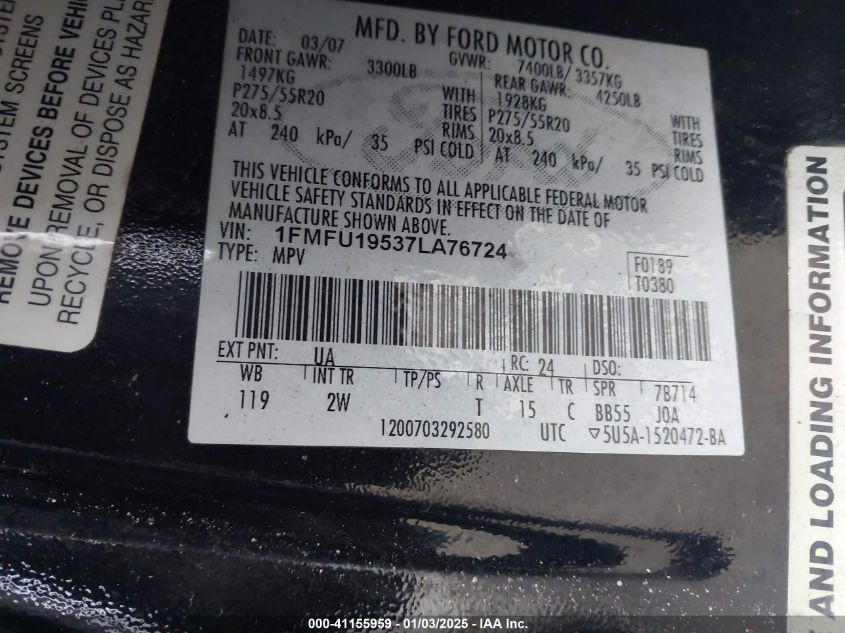 SYSTEM SCREENS
REMOVE DEVICES BEFORE VEHI
UPON REMOVAL OF DEVICES PL
RECYCLE, OR DISPOSE AS HAZAR
MFD. BY FORD MOTOR CO.
DATE: 03/07 GVWR: 7400LB/ 3357KG
FRONT GAWR: 3300LB REAR GAWR: 4250LB
1497KG WITH 1928KG WITH
P275/55R20 TIRES P275/55R20 TIRES
20x8.5 RIMS 20x8.5 RIMS
AT 240 kPa/ 35 PSI COLD AT 240 kPa/ 35 PSI COLD
THIS VEHICLE CONFORMS TO ALL APPLICABLE FEDERAL MOTOR
VEHICLE SAFETY STANDARDS IN EFFECT ON THE DATE OF
MANUFACTURE SHOWN ABOVE.
VIN: 1FMFU19537LA76724
TYPE: MPV
F0189
T0380
EXT PNT: UA RC: 24 DSO:
WB INT TR TP/PS R AXLE TR SPR 7B714
119 2W T 15 C BB55 J0A
1200703292580 UTC ▽5U5A-1520472-BA
AND LOADING INFORMATION
000-41155959 - 01/03/2025 - IAA Inc.